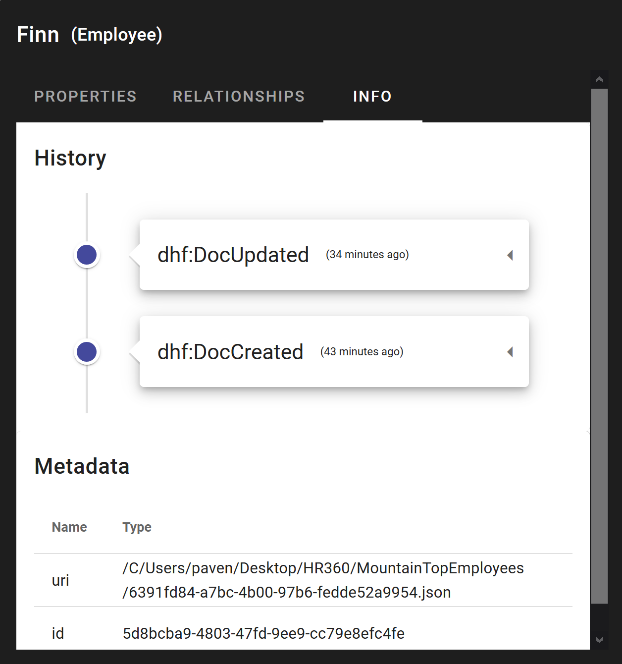 Finn (Employee)
PROPERTIES RELATIONSHIPS INFO
History
dhf:DocUpdated (34 minutes ago)
dhf:DocCreated (43 minutes ago)
Metadata
Name Type
uri /C/Users/paven/Desktop/HR360/MountainTopEmployees
/6391fd84-a7bc-4b00-97b6-fedde52a9954.json
id 5d8bcba9-4803-47fd-9ee9-cc79e8efc4fe